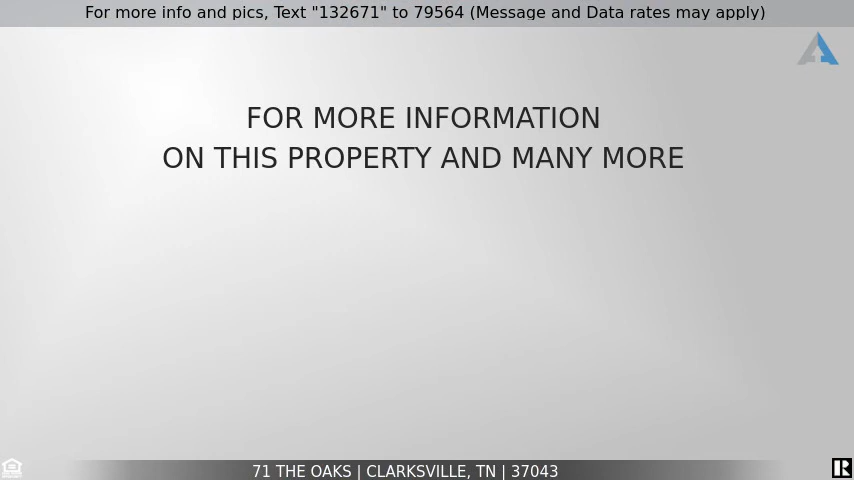 For more info and pics, Text "132671" to 79564 (Message and Data rates may apply)
FOR MORE INFORMATION
ON THIS PROPERTY AND MANY MORE
71 THE OAKS | CLARKSVILLE, TN | 37043